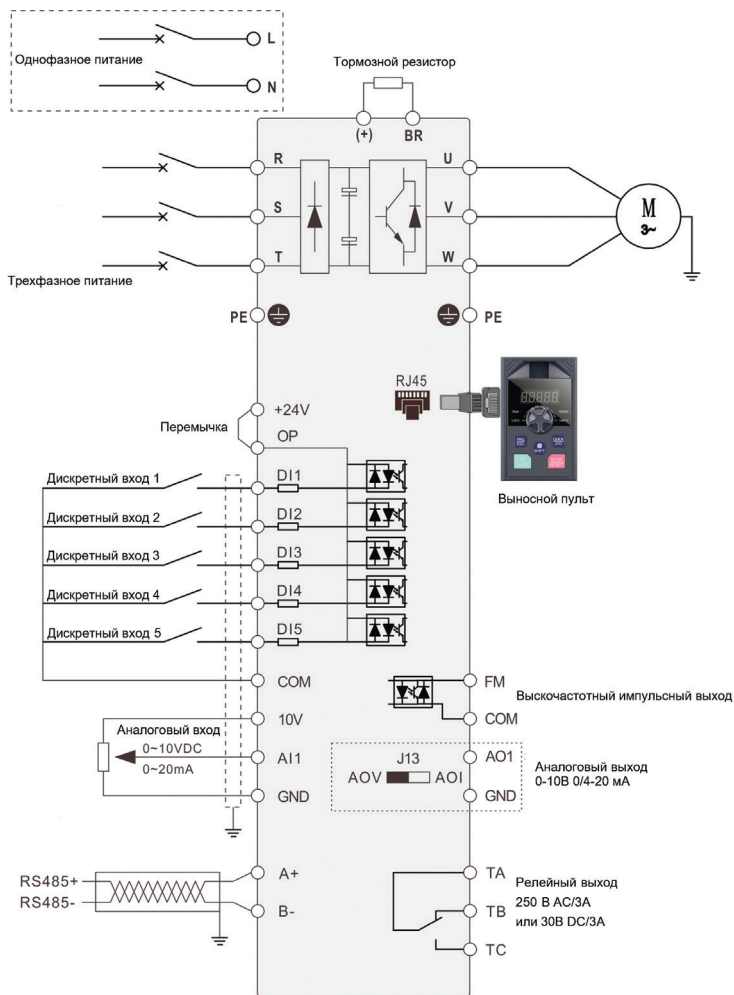 Однофазное питание
L
N
Тормозной резистор
(+)
BR
R
S
T
U
V
W
M
3~
Трехфазное питание
PE
PE
RJ45
Выносной пульт
Перемычка
+24V
OP
Дискретный вход 1
DI1
Дискретный вход 2
DI2
Дискретный вход 3
DI3
Дискретный вход 4
DI4
Дискретный вход 5
DI5
COM
FM
COM
Выскочастотный импульсный выход
10V
Аналоговый вход
0~10VDC
0~20mA
AI1
GND
J13
AOV
AOI
AO1
GND
Аналоговый выход
0-10В 0/4-20 мА
RS485+
RS485-
A+
B-
TA
TB
TC
Релейный выход
250 В AC/3A
или 30В DC/3A